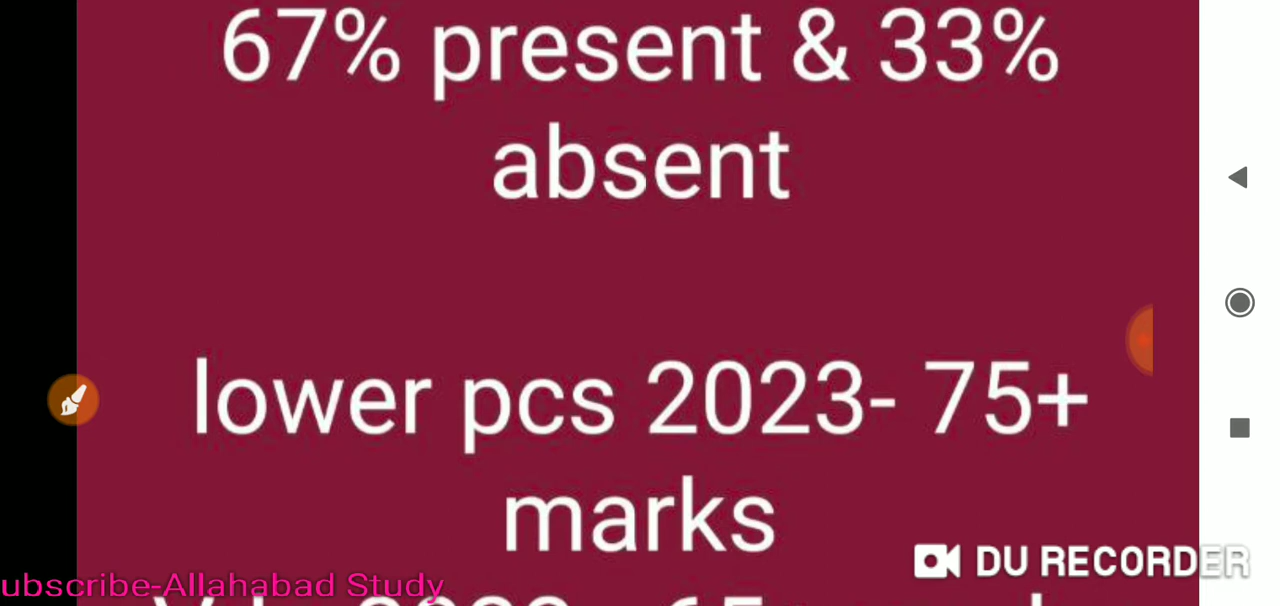 67% present & 33%
absent
lower pcs 2023- 75+
marks
DU RECORDER
ubscribe-Allahabad Study